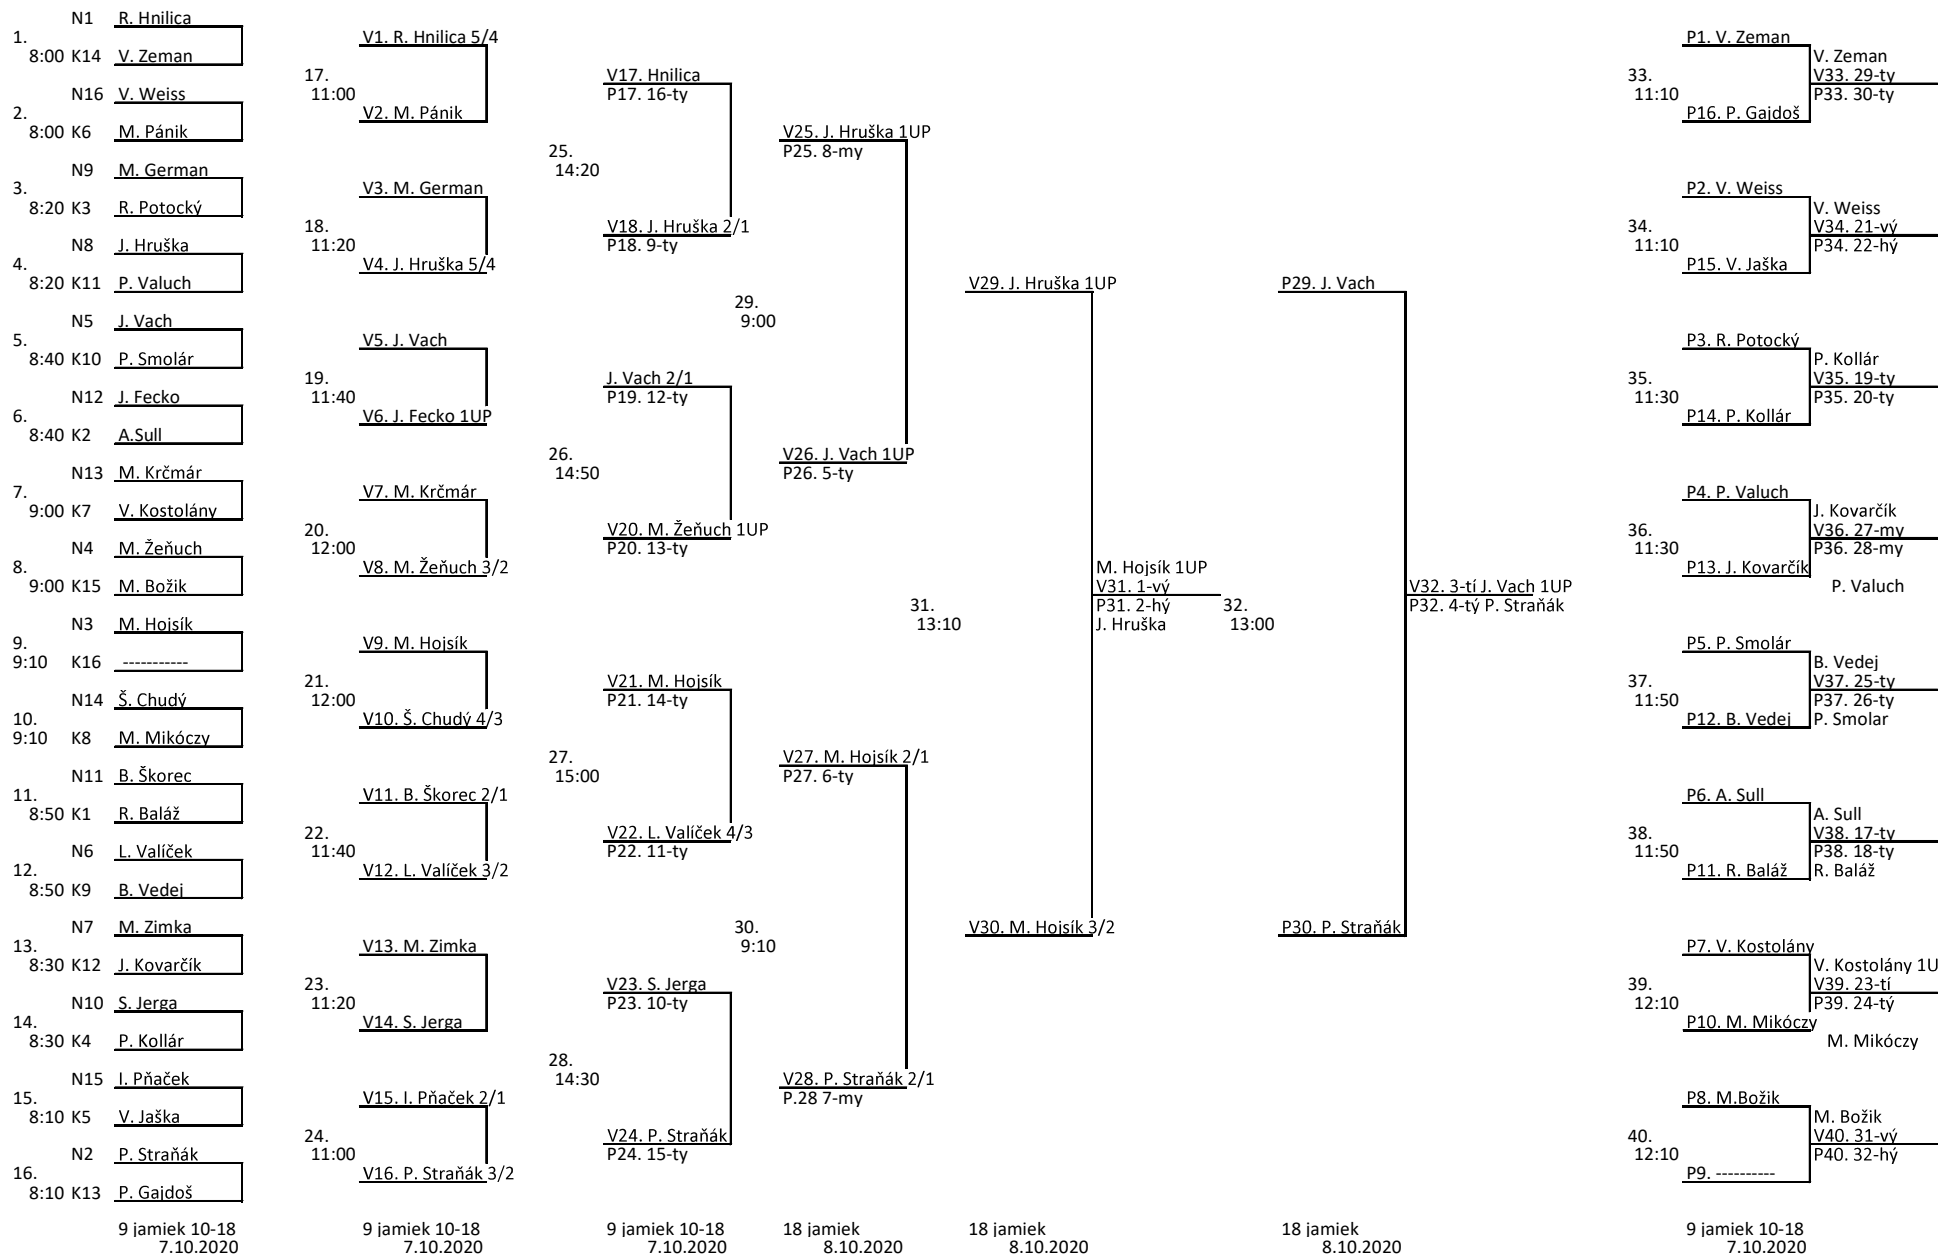 N1 R. Hnilica
1.
8:00 K14 V. Zeman
N16 V. Weiss
2.
8:00 K6 M. Pánik
N9 M. German
3.
8:20 K3 R. Potocký
N8 J. Hruška
4.
8:20 K11 P. Valuch
N5 J. Vach
5.
8:40 K10 P. Smolár
N12 J. Fecko
6.
8:40 K2 A.Sull
N13 M. Krčmár
7.
9:00 K7 V. Kostolány
N4 M. Žeňuch
8.
9:00 K15 M. Božik
N3 M. Hojsík
9.
9:10 K16 -----------
N14 Š. Chudý
10.
9:10 K8 M. Mikóczy
N11 B. Škorec
11.
8:50 K1 R. Baláž
N6 L. Valíček
12.
8:50 K9 B. Vedej
N7 M. Zimka
13.
8:30 K12 J. Kovarčík
N10 S. Jerga
14.
8:30 K4 P. Kollár
N15 I. Pňaček
15.
8:10 K5 V. Jaška
N2 P. Straňák
16.
8:10 K13 P. Gajdoš
9 jamiek 10-18
7.10.2020
V1. R. Hnilica 5/4
17.
11:00
V2. M. Pánik
V3. M. German
18.
11:20
V4. J. Hruška 5/4
V5. J. Vach
19.
11:40
V6. J. Fecko 1UP
V7. M. Krčmár
20.
12:00
V8. M. Žeňuch 3/2
V9. M. Hojsík
21.
12:00
V10. Š. Chudý 4/3
V11. B. Škorec 2/1
22.
11:40
V12. L. Valíček 3/2
V13. M. Zimka
23.
11:20
V14. S. Jerga
V15. I. Pňaček 2/1
24.
11:00
V16. P. Straňák 3/2
9 jamiek 10-18
7.10.2020
V17. Hnilica
P17. 16-ty
25.
14:20
V18. J. Hruška 2/1
P18. 9-ty
J. Vach 2/1
P19. 12-ty
26.
14:50
V20. M. Žeňuch 1UP
P20. 13-ty
V21. M. Hojsík
P21. 14-ty
27.
15:00
V22. L. Valíček 4/3
P22. 11-ty
V23. S. Jerga
P23. 10-ty
28.
14:30
V24. P. Straňák
P24. 15-ty
9 jamiek 10-18
7.10.2020
V25. J. Hruška 1UP
P25. 8-my
29.
9:00
V26. J. Vach 1UP
P26. 5-ty
V27. M. Hojsík 2/1
P27. 6-ty
30.
9:10
V28. P. Straňák 2/1
P.28 7-my
18 jamiek
8.10.2020
V29. J. Hruška 1UP
31.
13:10
V30. M. Hojsík 3/2
18 jamiek
8.10.2020
M. Hojsík 1UP
V31. 1-vý
P31. 2-hý
J. Hruška
P29. J. Vach
32.
13:00
P30. P. Straňák
18 jamiek
8.10.2020
V32. 3-tí J. Vach 1UP
P32. 4-tý P. Straňák
P1. V. Zeman
33.
11:10
P16. P. Gajdoš
V. Zeman
V33. 29-ty
P33. 30-ty
P2. V. Weiss
34.
11:10
P15. V. Jaška
V. Weiss
V34. 21-vý
P34. 22-hý
P3. R. Potocký
35.
11:30
P14. P. Kollár
P. Kollár
V35. 19-ty
P35. 20-ty
P4. P. Valuch
36.
11:30
P13. J. Kovarčík
J. Kovarčík
V36. 27-my
P36. 28-my
P. Valuch
P5. P. Smolár
37.
11:50
P12. B. Vedej
B. Vedej
V37. 25-ty
P37. 26-ty
P. Smolar
P6. A. Sull
38.
11:50
P11. R. Baláž
A. Sull
V38. 17-ty
P38. 18-ty
R. Baláž
P7. V. Kostolány
39.
12:10
P10. M. Mikóczy
V. Kostolány 1U
V39. 23-tí
P39. 24-tý
M. Mikóczy
P8. M.Božik
40.
12:10
P9. ----------
M. Božik
V40. 31-vý
P40. 32-hý
9 jamiek 10-18
7.10.2020